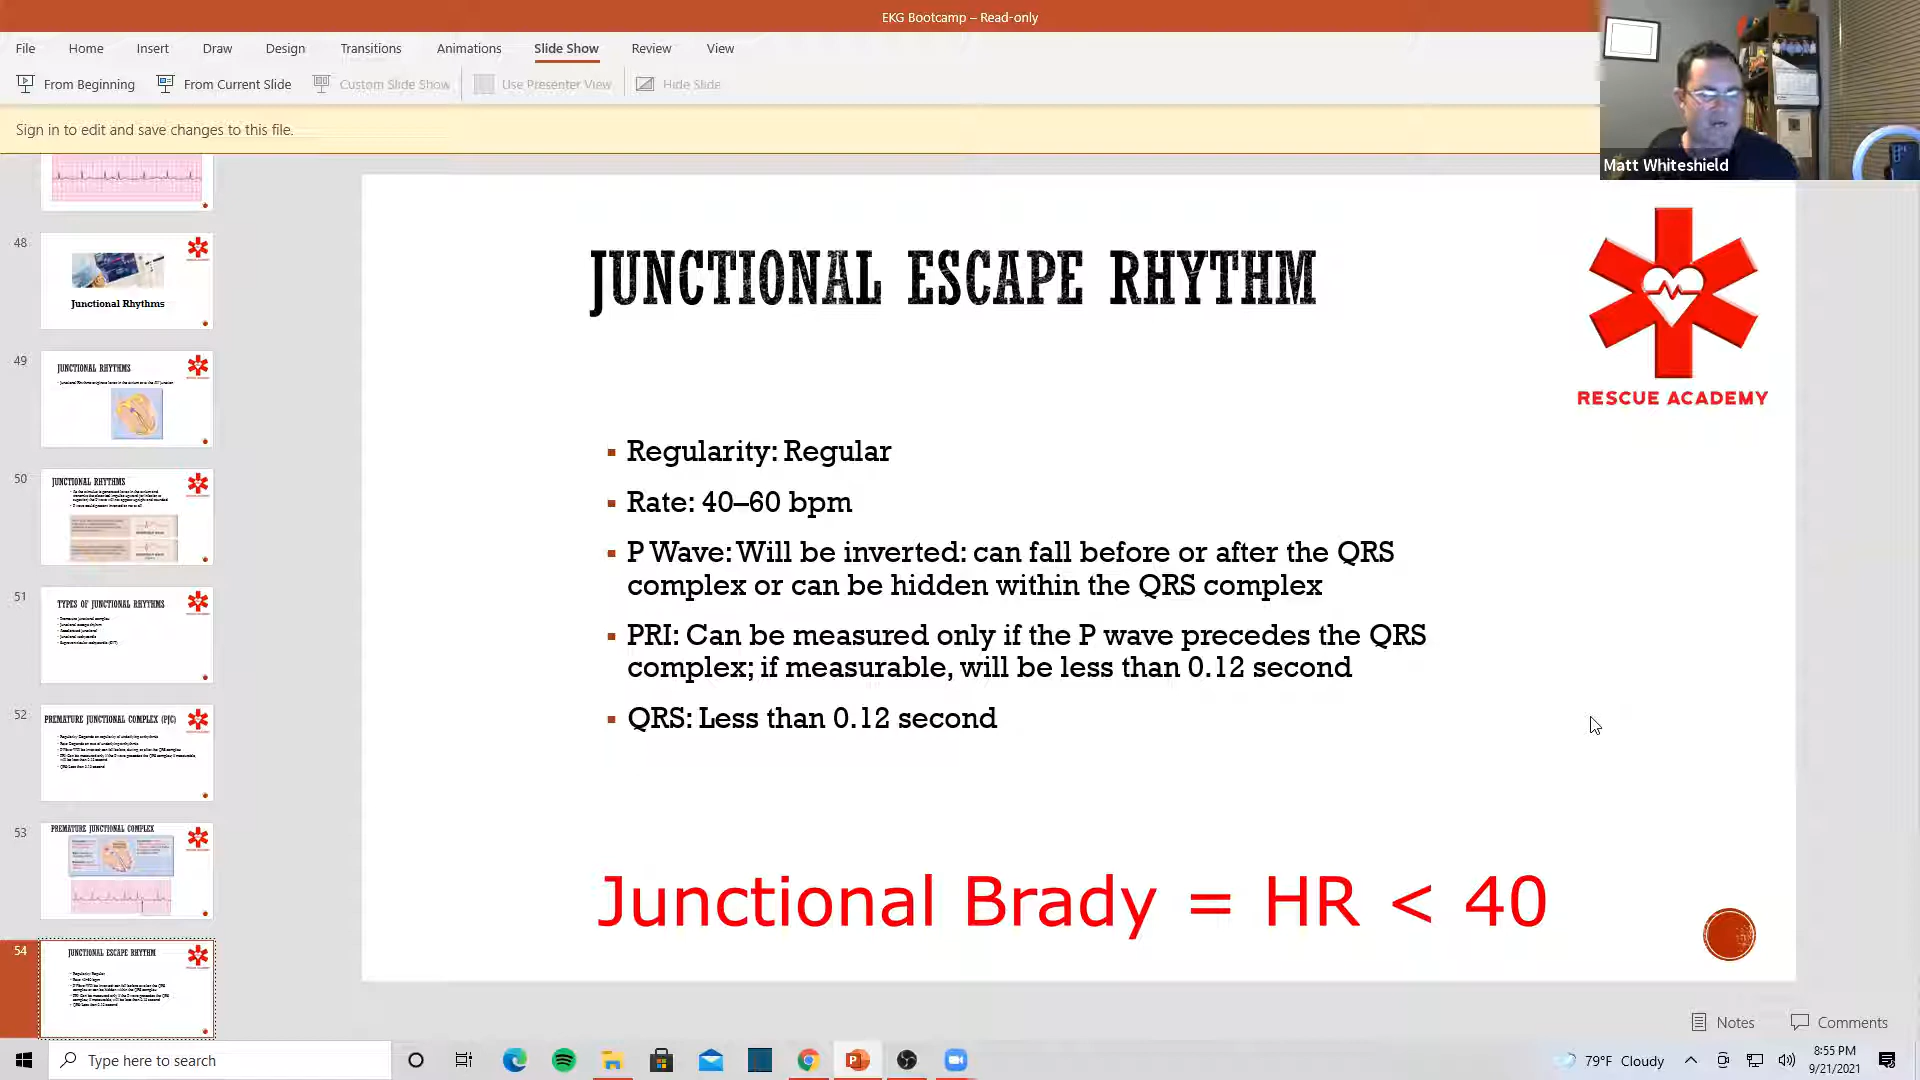 EKG Bootcamp – Read-only
File Home Insert Draw Design Transitions Animations Slide Show Review View
From Beginning From Current Slide Custom Slide Show Use Presenter View Hide Slide
Sign in to edit and save changes to this file.
Matt Whiteshield
48
Junctional Rhythms
49
JUNCTIONAL RHYTHMS
50
JUNCTIONAL RHYTHMS
51
TYPES OF JUNCTIONAL RHYTHMS
52
PREMATURE JUNCTIONAL COMPLEX (PJC)
53
PREMATURE JUNCTIONAL COMPLEX
54
JUNCTIONAL ESCAPE RHYTHM
JUNCTIONAL ESCAPE RHYTHM
RESCUE ACADEMY
Regularity: Regular
Rate: 40–60 bpm
P Wave: Will be inverted: can fall before or after the QRS
complex or can be hidden within the QRS complex
PRI: Can be measured only if the P wave precedes the QRS
complex; if measurable, will be less than 0.12 second
QRS: Less than 0.12 second
Junctional Brady = HR < 40
Notes Comments
Type here to search
79°F Cloudy
8:55 PM
9/21/2021